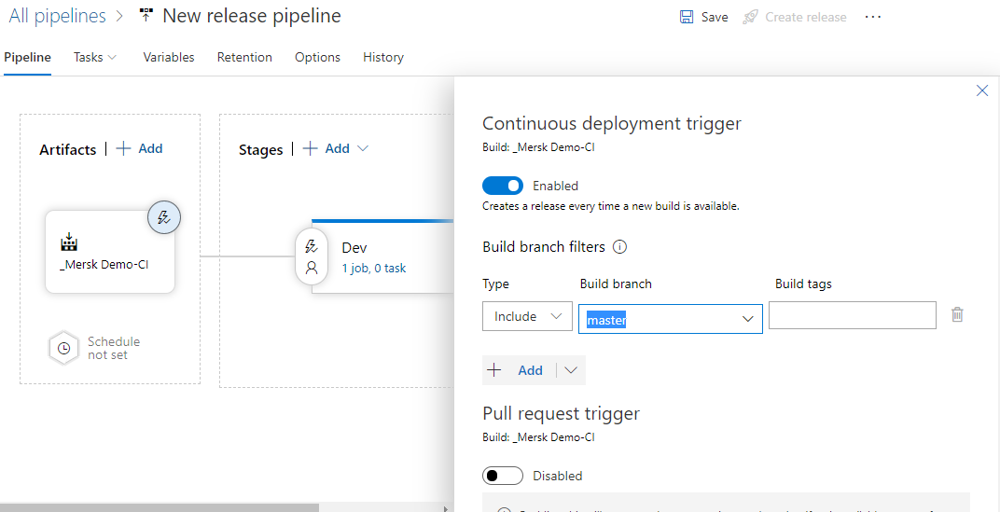 All pipelines > New release pipeline
Save Create release ...
Pipeline Tasks Variables Retention Options History
Artifacts | + Add
Stages | + Add
_Mersk Demo-CI
Schedule
not set
Dev
1 job, 0 task
Continuous deployment trigger
Build: _Mersk Demo-CI
Enabled
Creates a release every time a new build is available.
Build branch filters
Type Build branch Build tags
Include master
+ Add
Pull request trigger
Build: _Mersk Demo-CI
Disabled